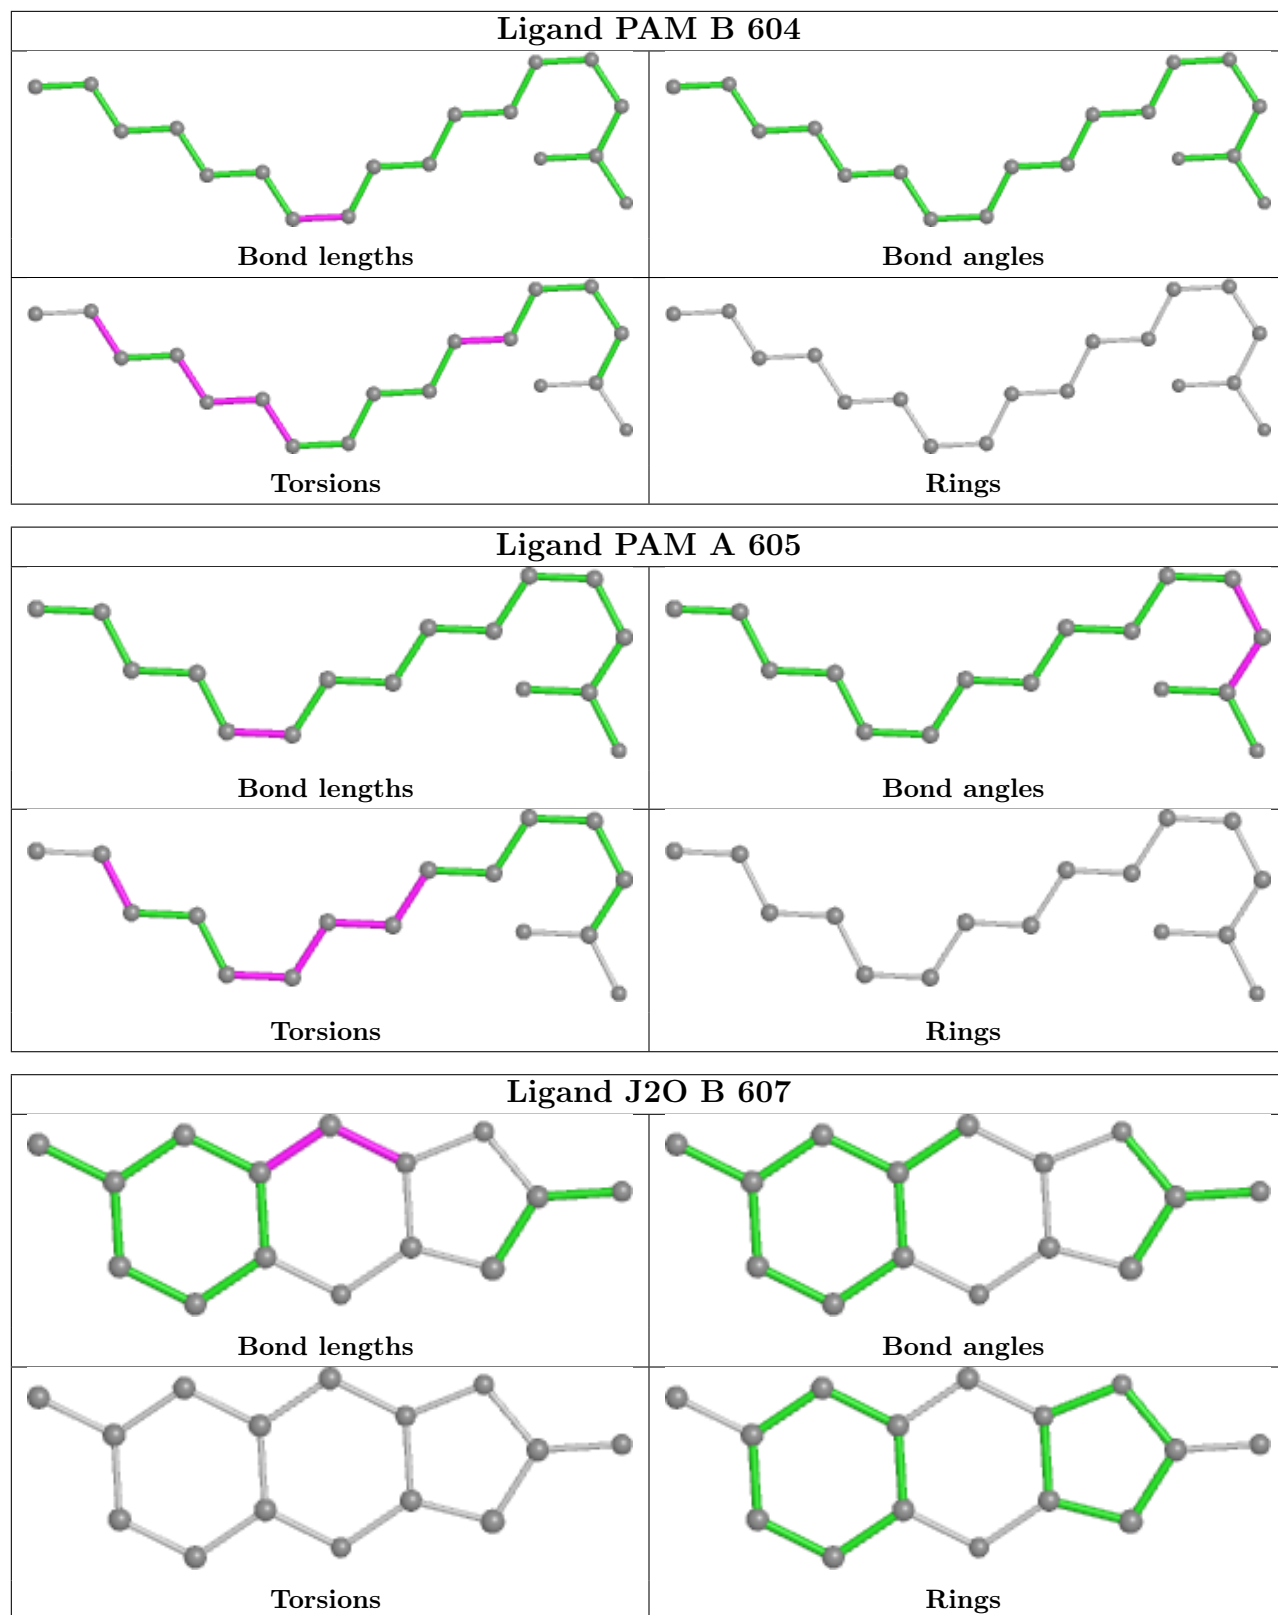 Ligand PAM B 604
Bond lengths
Bond angles
Torsions
Rings
Ligand PAM A 605
Bond lengths
Bond angles
Torsions
Rings
Ligand J2O B 607
Bond lengths
Bond angles
Torsions
Rings